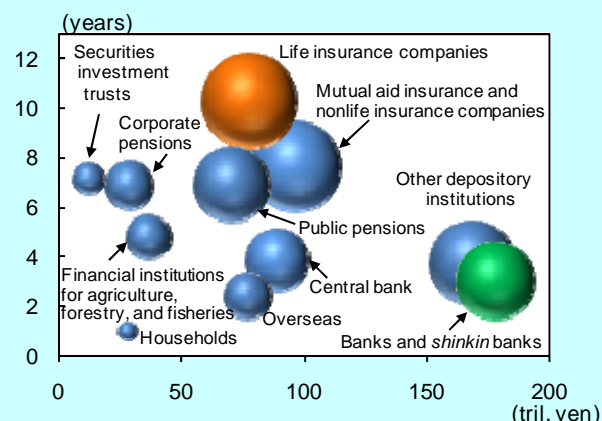 (years)
12
10
8
6
4
2
0
Securities
investment
trusts
Corporate
pensions
Life insurance companies
Mutual aid insurance and
nonlife insurance companies
Other depository
institutions
Public pensions
Financial institutions
for agriculture,
forestry, and fisheries
Central bank
Overseas
Households
Banks and shinkin banks
0 50 100 150 200
(tril. yen)